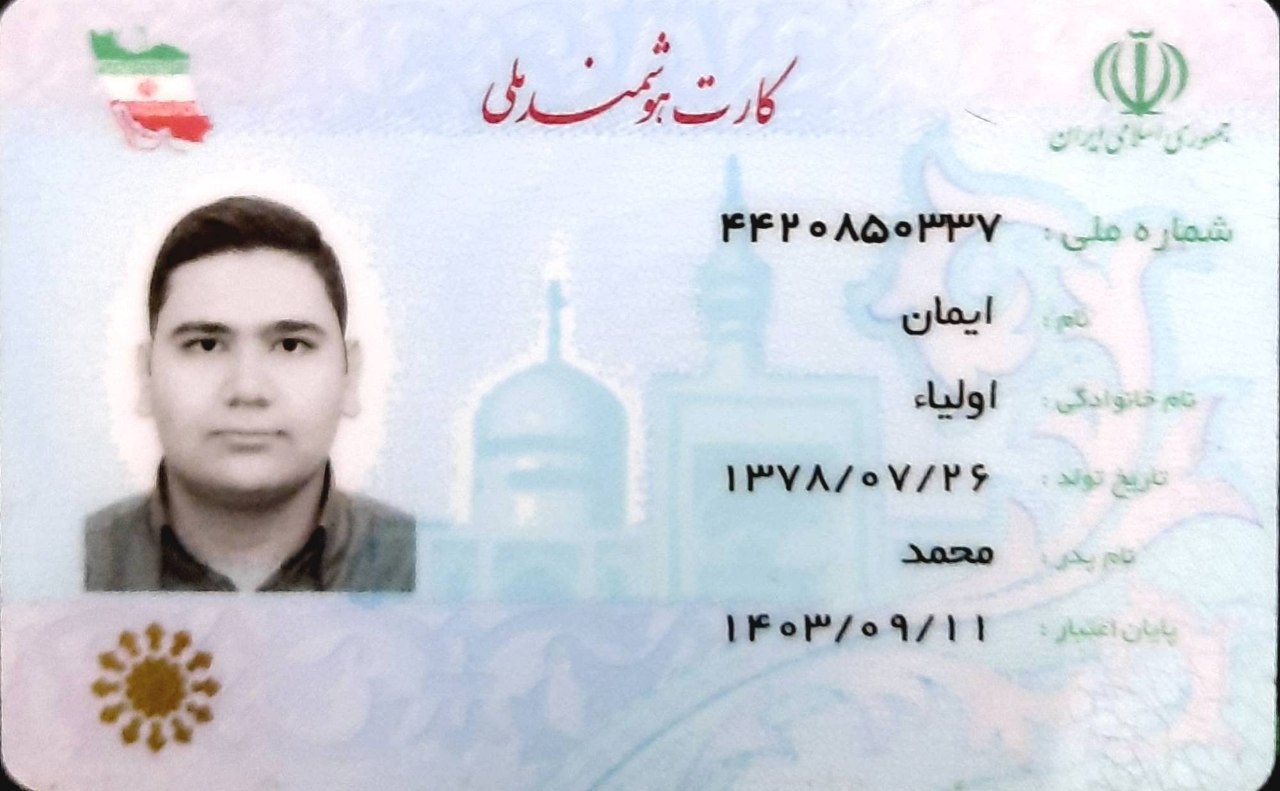 کارت هوشمند ملی
جمهوری اسلامی ایران
شماره ملی : ۴۴۲۰۸۵۰۳۳۷
نام : ایمان
نام خانوادگی : اولیاء
تاریخ تولد : ۱۳۷۸/۰۷/۲۶
نام پدر : محمد
پایان اعتبار : ۱۴۰۳/۰۹/۱۱